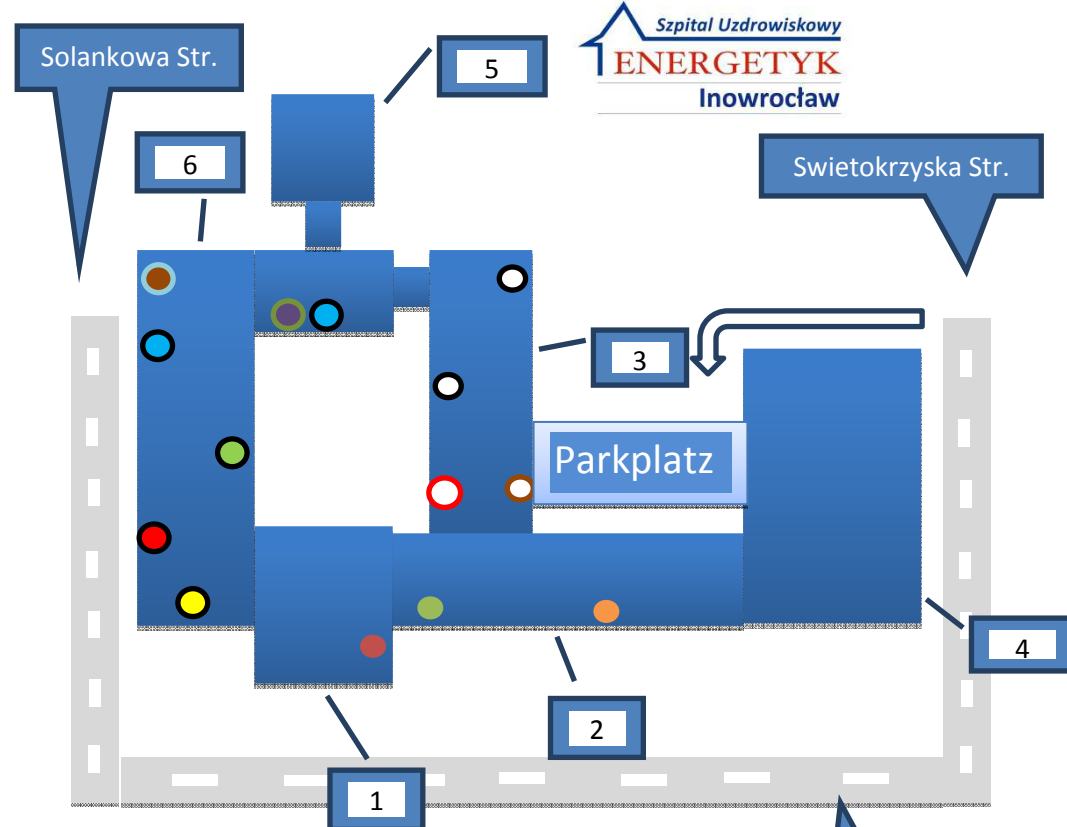 Szpital Uzdrowiskowy
ENERGETYK
Inowrocław
Solankowa Str.
5
6
Swietokrzyska Str.
3
Parkplatz
4
2
1